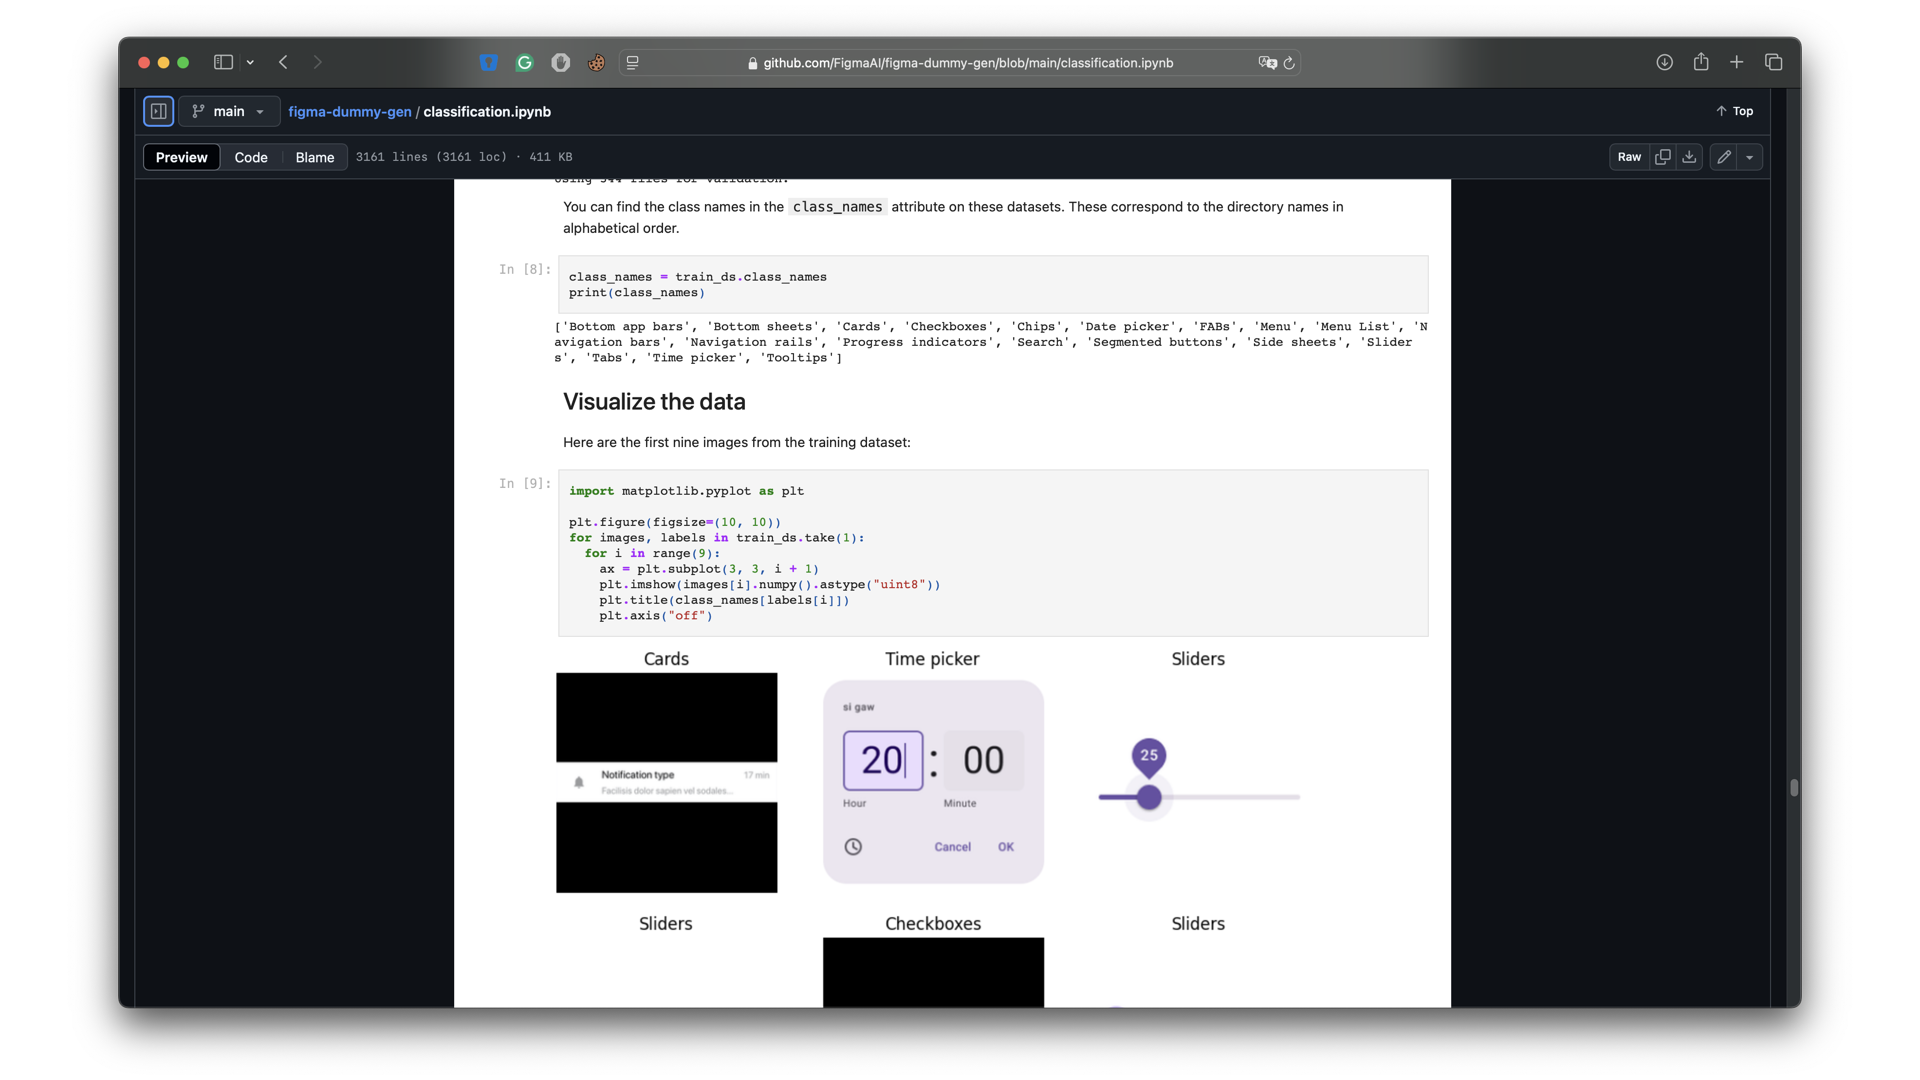 github.com/FigmaAI/figma-dummy-gen/blob/main/classification.ipynb
main
figma-dummy-gen / classification.ipynb
Top
Preview
Code
Blame
3161 lines (3161 loc) · 411 KB
Raw
Using 544 files for validation.
You can find the class names in the class_names attribute on these datasets. These correspond to the directory names in
alphabetical order.
In [8]:
class_names = train_ds.class_names
print(class_names)
['Bottom app bars', 'Bottom sheets', 'Cards', 'Checkboxes', 'Chips', 'Date picker', 'FABs', 'Menu', 'Menu List', 'N
avigation bars', 'Navigation rails', 'Progress indicators', 'Search', 'Segmented buttons', 'Side sheets', 'Slider
s', 'Tabs', 'Time picker', 'Tooltips']
Visualize the data
Here are the first nine images from the training dataset:
In [9]:
import matplotlib.pyplot as plt
plt.figure(figsize=(10, 10))
for images, labels in train_ds.take(1):
  for i in range(9):
    ax = plt.subplot(3, 3, i + 1)
    plt.imshow(images[i].numpy().astype("uint8"))
    plt.title(class_names[labels[i]])
    plt.axis("off")
Cards
Time picker
Sliders
Notification type
17 min
Facilisis dolor sapien vel sodales...
si gaw
20 : 00
Hour
Minute
Cancel
OK
25
Sliders
Checkboxes
Sliders